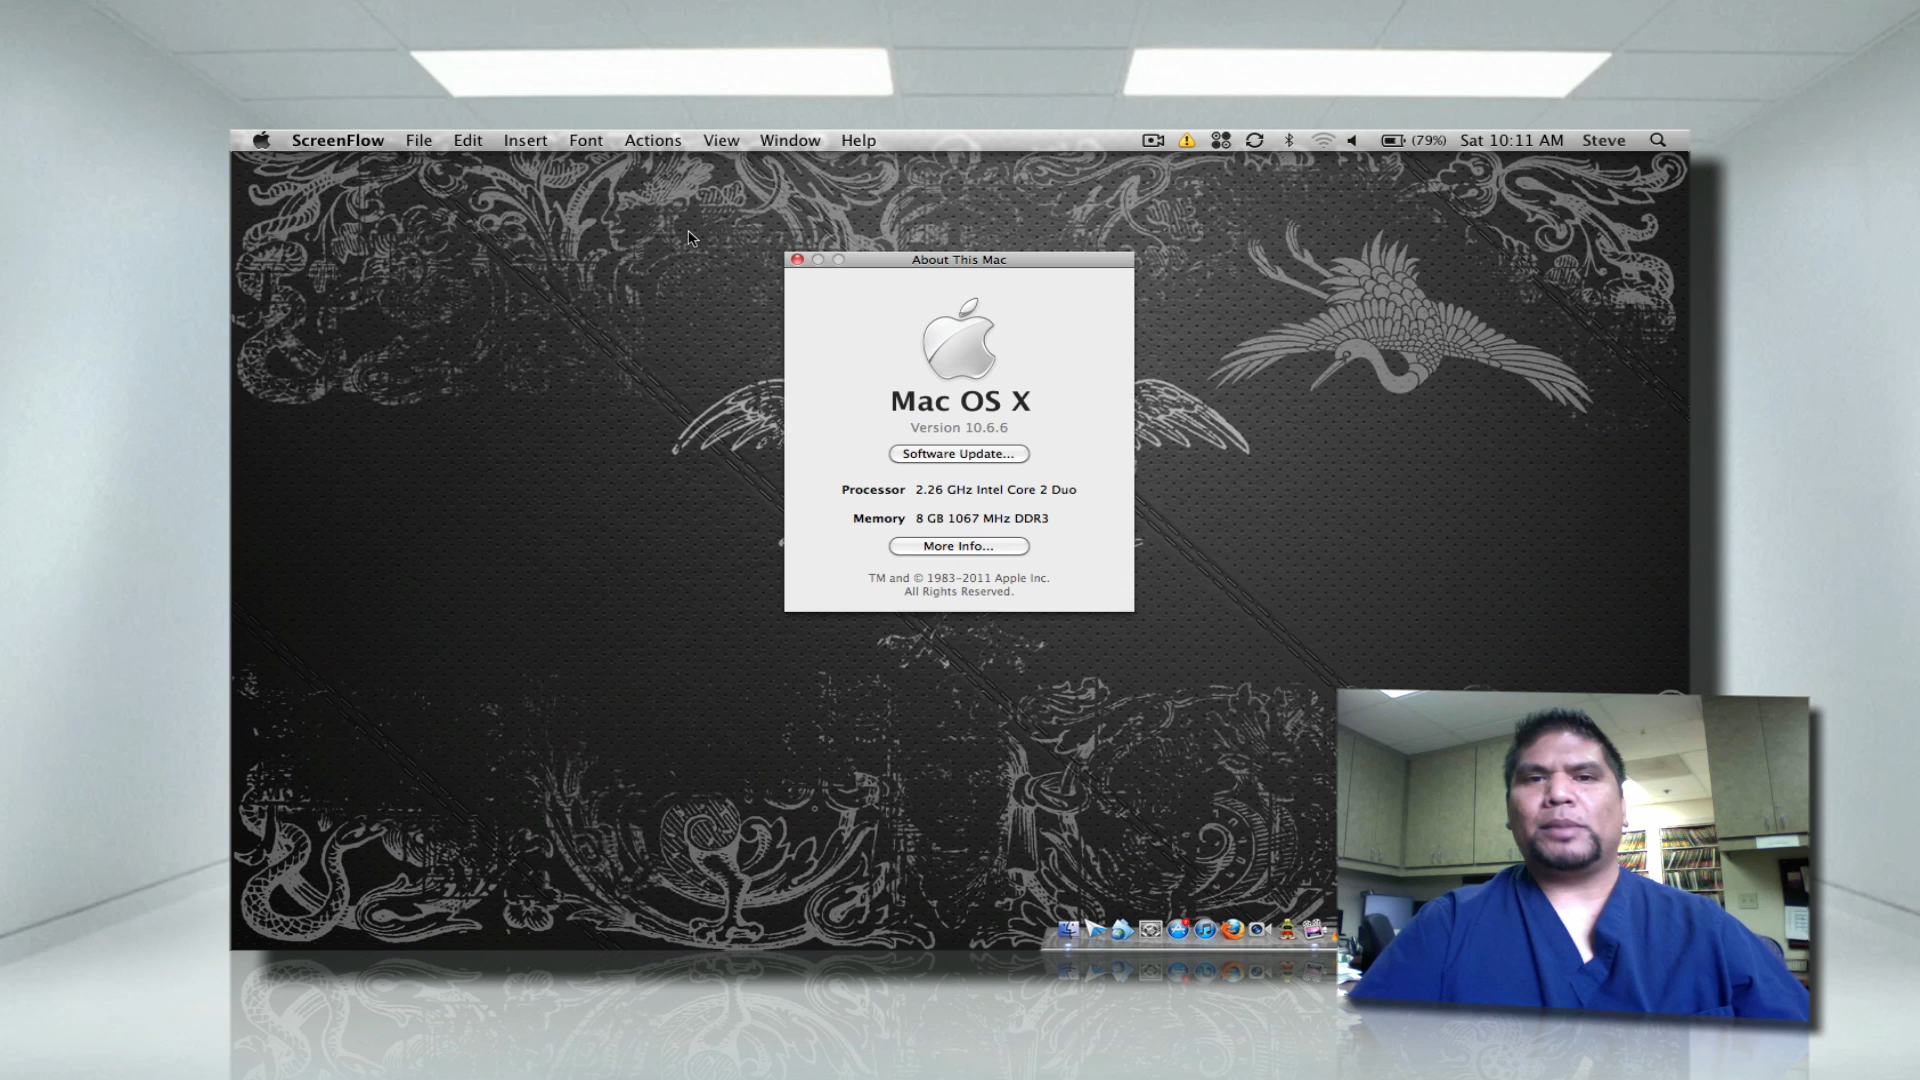 ScreenFlow File Edit Insert Font Actions View Window Help (79%) Sat 10:11 AM Steve
About This Mac
Mac OS X
Version 10.6.6
Software Update...
Processor 2.26 GHz Intel Core 2 Duo
Memory 8 GB 1067 MHz DDR3
More Info...
TM and © 1983–2011 Apple Inc.
All Rights Reserved.